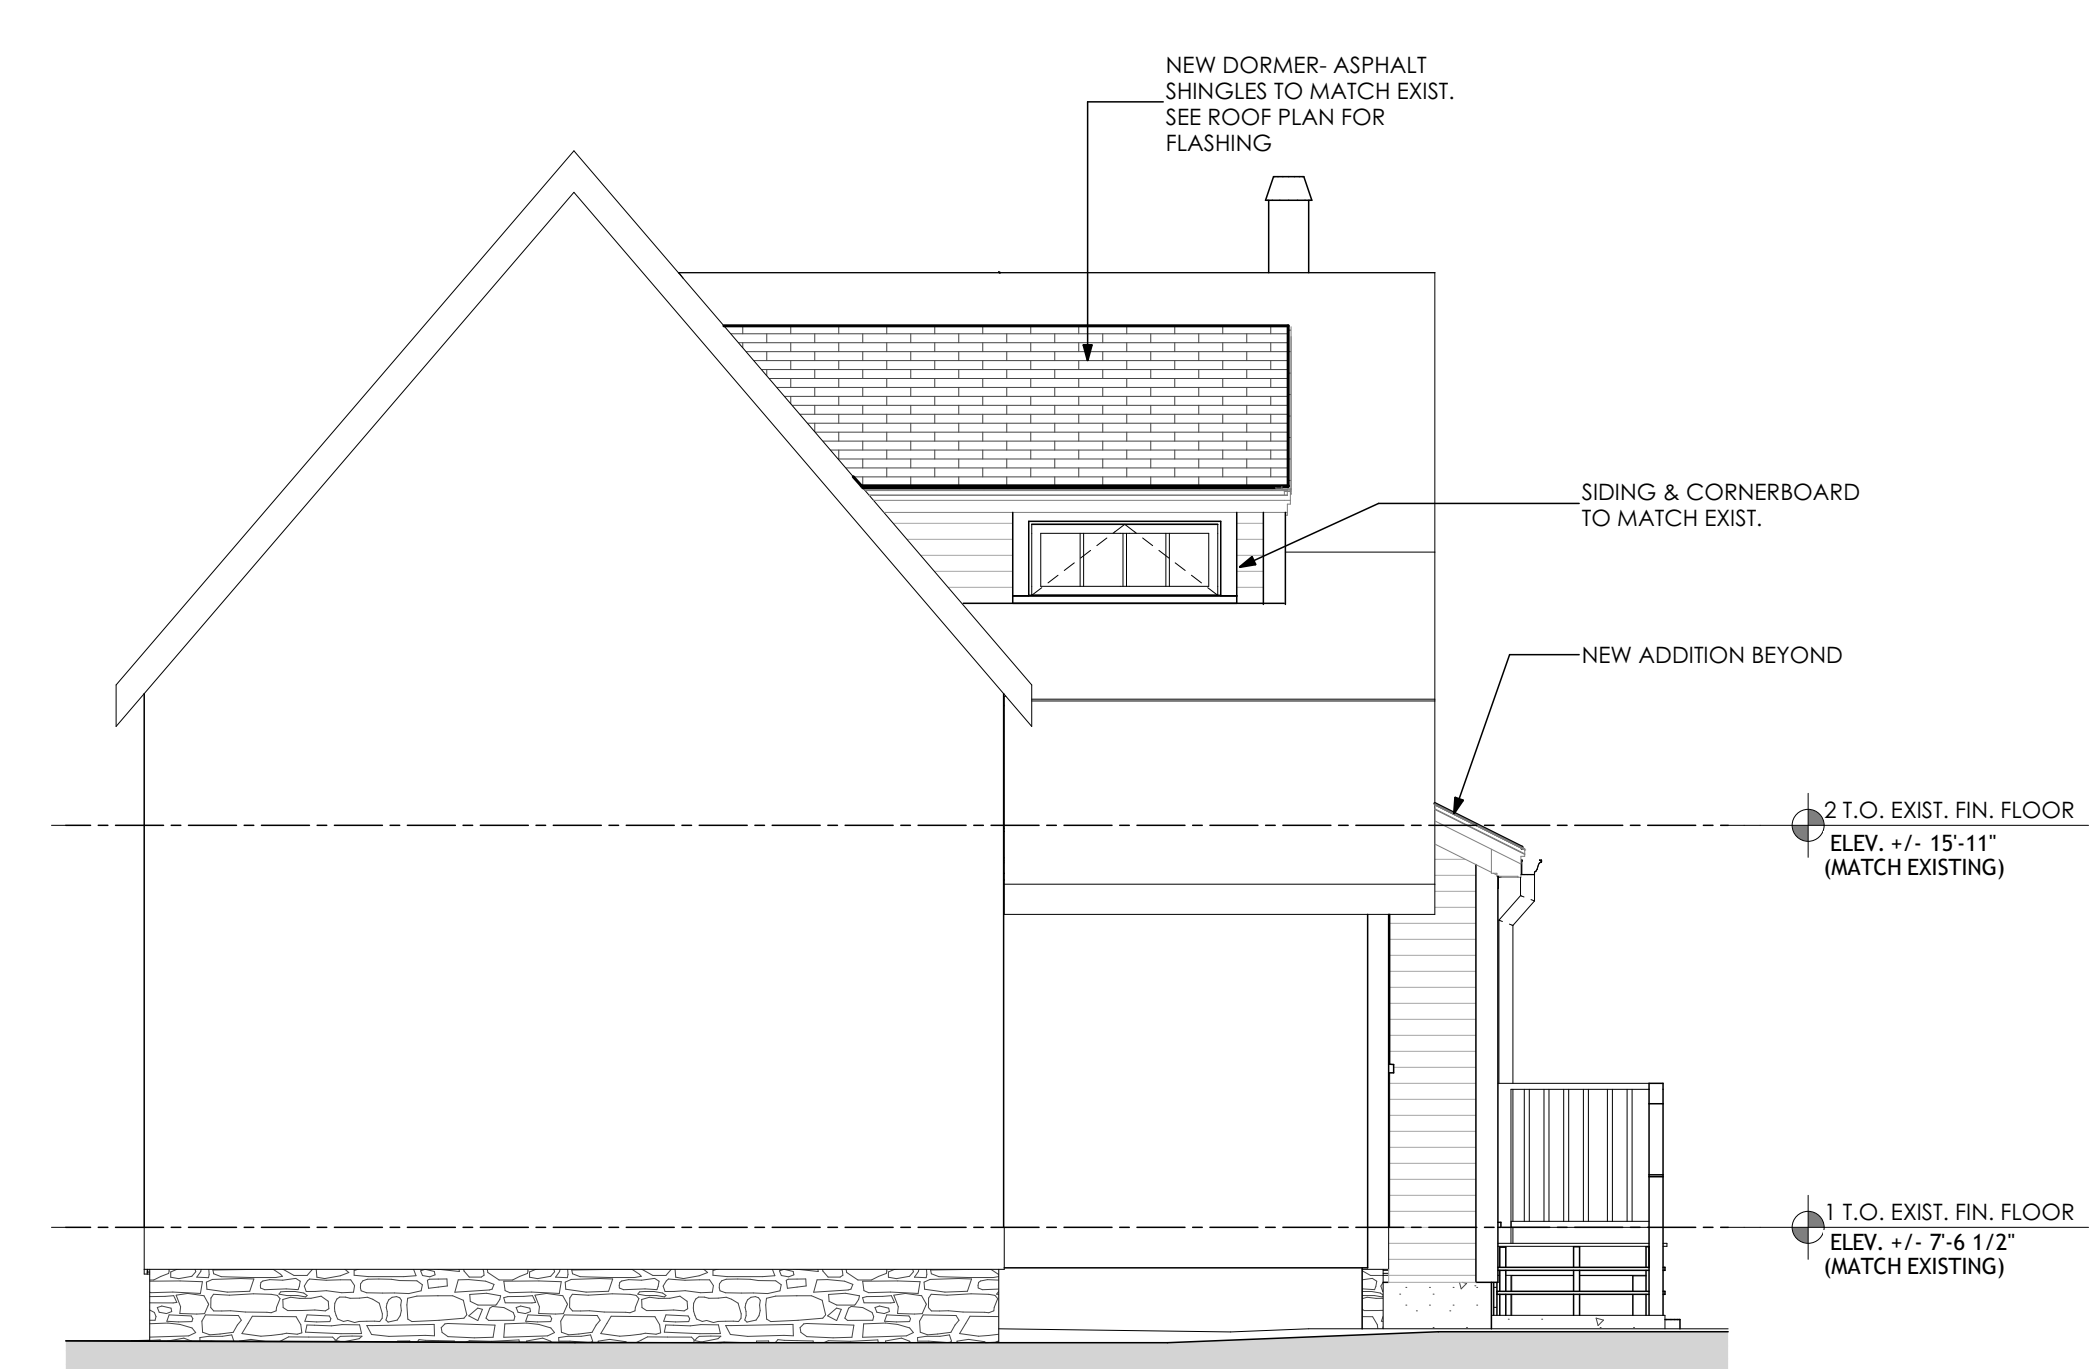 NEW DORMER- ASPHALT
SHINGLES TO MATCH EXIST.
SEE ROOF PLAN FOR
FLASHING
SIDING & CORNERBOARD
TO MATCH EXIST.
NEW ADDITION BEYOND
2 T.O. EXIST. FIN. FLOOR
ELEV. +/- 15'-11"
(MATCH EXISTING)
1 T.O. EXIST. FIN. FLOOR
ELEV. +/- 7'-6 1/2"
(MATCH EXISTING)